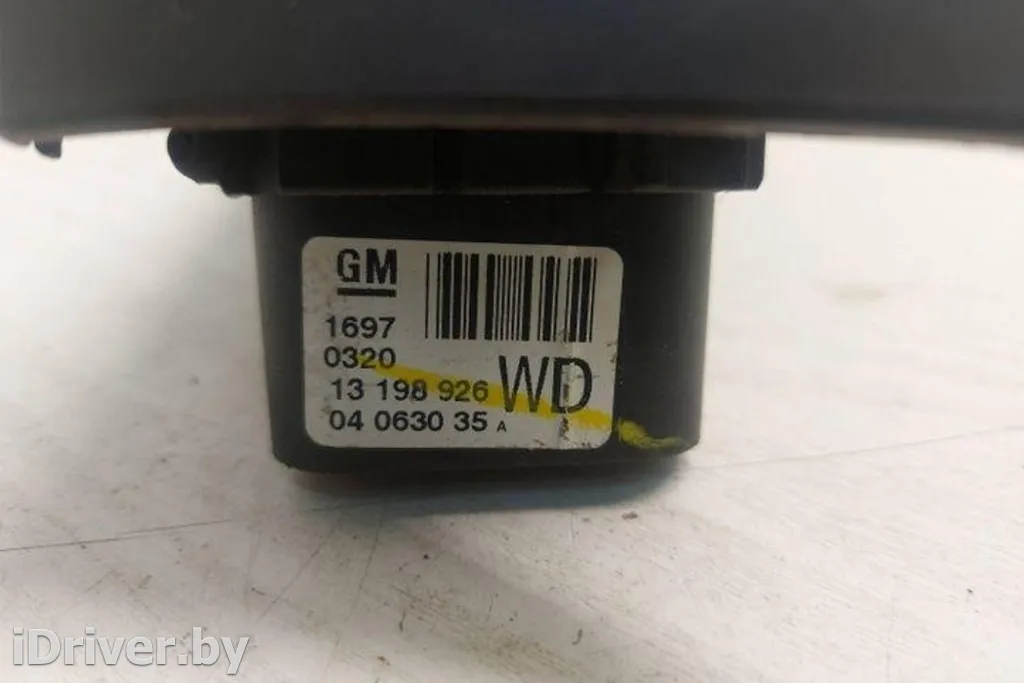 GM
1697
0320
13 198 926 WD
04 0630 35 A
iDriver.by